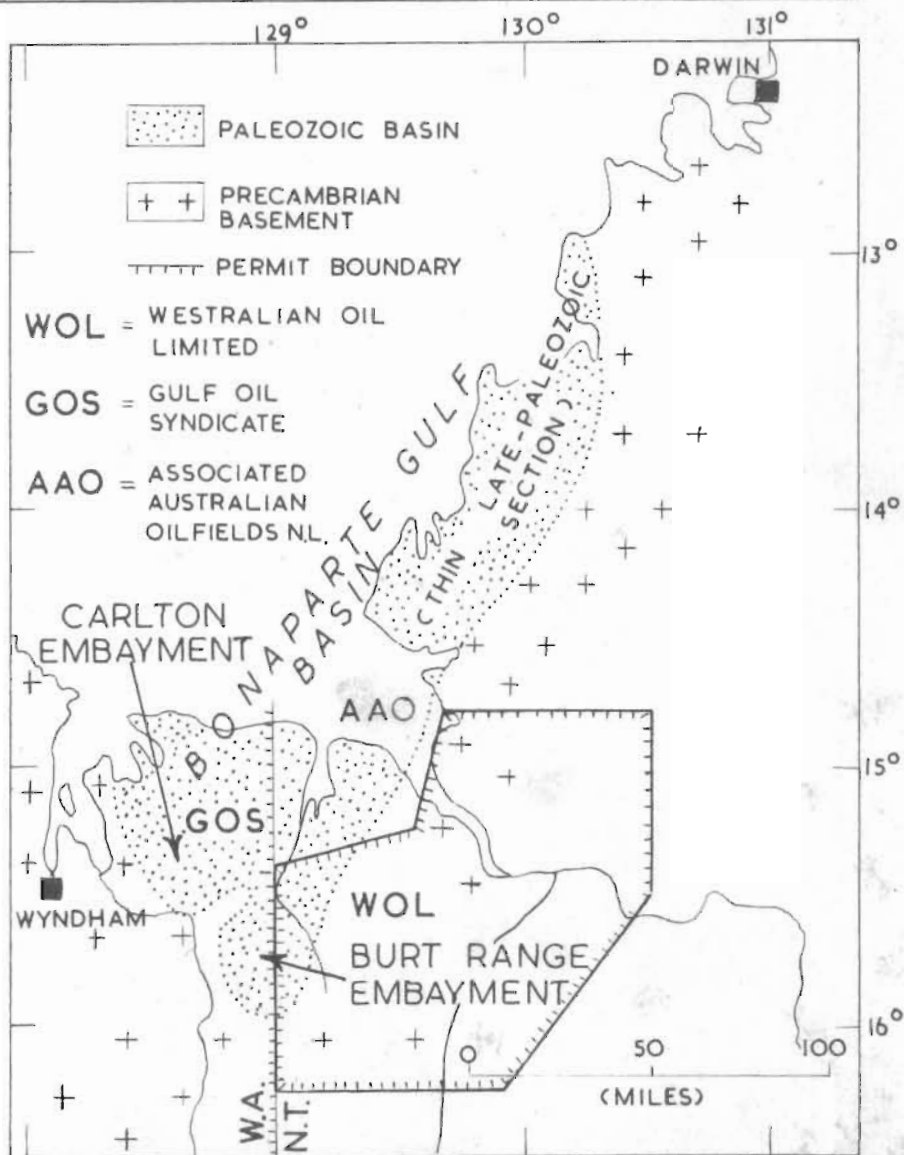 129°
130°
131°
DARWIN
PALEOZOIC BASIN
+ + PRECAMBRIAN
BASEMENT
PERMIT BOUNDARY
13°
WOL = WESTRALIAN OIL
LIMITED
GOS = GULF OIL
SYNDICATE
AAO = ASSOCIATED
AUSTRALIAN
OILFIELDS N.L.
(THIN LATE-PALEOZOIC
SECTION)
14°
BONAPARTE GULF
BASIN
CARLTON
EMBAYMENT
AAO
15°
GOS
WYNDHAM
WOL
BURT RANGE
EMBAYMENT
16°
0 50 100
(MILES)
W.A.
N.T.